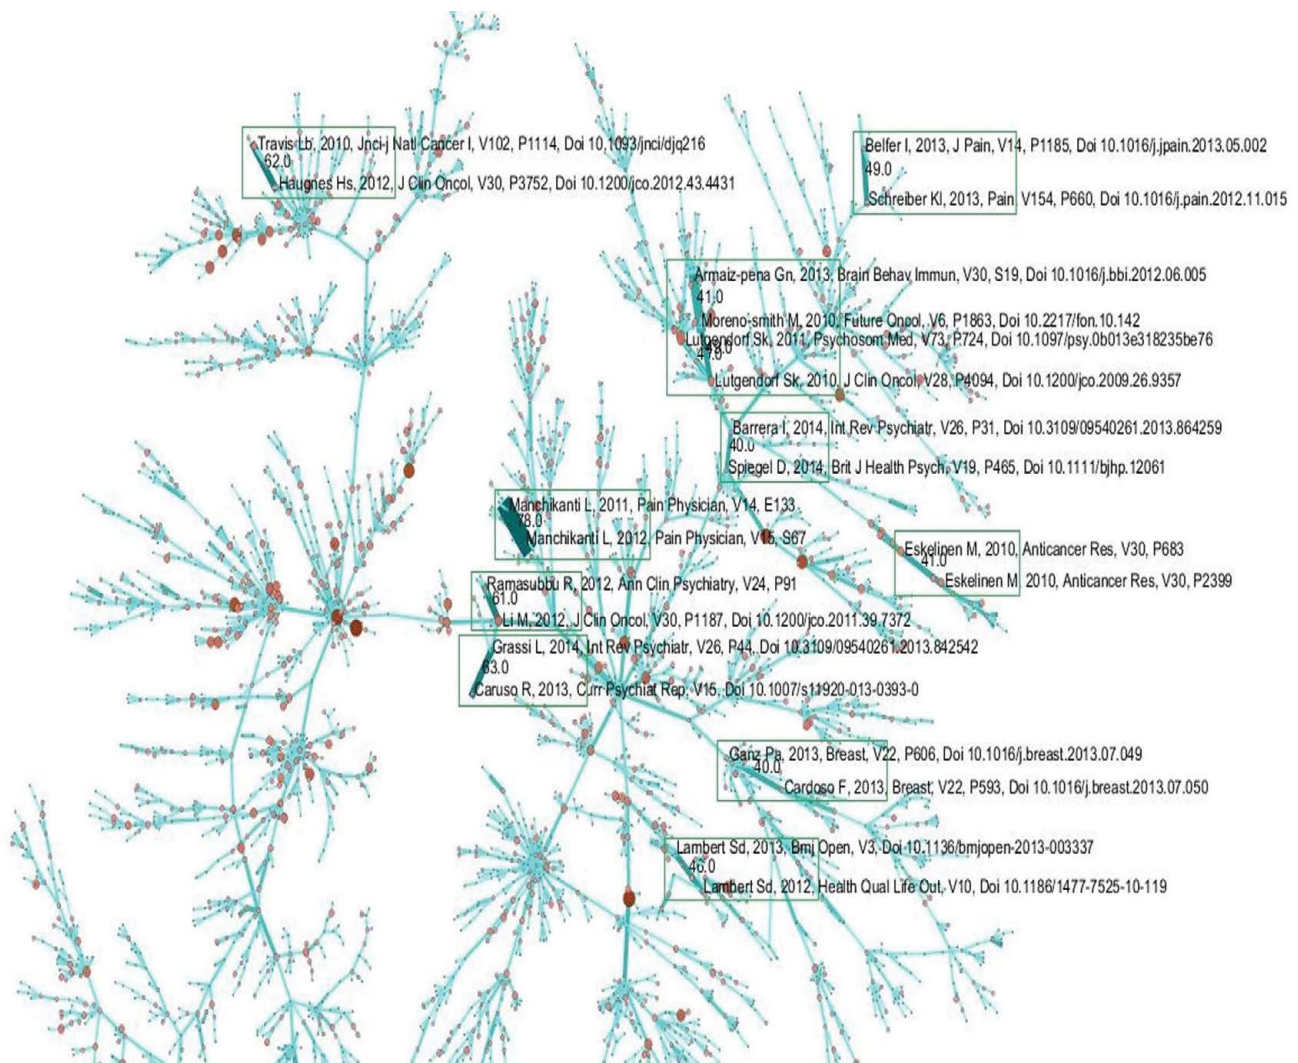 Travis Lb, 2010, Jnci-j Natl Cancer I, V102, P1114, Doi 10.1093/jnci/djq216
62.0
Haugnes Hs, 2012, J Clin Oncol, V30, P3752, Doi 10.1200/jco.2012.43.4431
Belfer I, 2013, J Pain, V14, P1185, Doi 10.1016/j.jpain.2013.05.002
49.0
Schreiber Kl, 2013, Pain, V154, P660, Doi 10.1016/j.pain.2012.11.015
Armaiz-pena Gn, 2013, Brain Behav Immun, V30, S19, Doi 10.1016/j.bbi.2012.06.005
41.0
Moreno-smith M, 2010, Future Oncol, V6, P1863, Doi 10.2217/fon.10.142
Lutgendorf Sk, 2011, Psychosom Med, V73, P724, Doi 10.1097/psy.0b013e318235be76
Lutgendorf Sk, 2010, J Clin Oncol, V28, P4094, Doi 10.1200/jco.2009.26.9357
Barrera I, 2014, Int Rev Psychiatr, V26, P31, Doi 10.3109/09540261.2013.864259
40.0
Spiegel D, 2014, Brit J Health Psych, V19, P465, Doi 10.1111/bjhp.12061
Manchikanti L, 2011, Pain Physician, V14, E133
78.0
Manchikanti L, 2012, Pain Physician, V15, S67
Eskelinen M, 2010, Anticancer Res, V30, P683
41.0
Eskelinen M, 2010, Anticancer Res, V30, P2399
Ramasubbu R, 2012, Ann Clin Psychiatry, V24, P91
61.0
Li M, 2012, J Clin Oncol, V30, P1187, Doi 10.1200/jco.2011.39.7372
Grassi L, 2014, Int Rev Psychiatr, V26, P44, Doi 10.3109/09540261.2013.842542
63.0
Caruso R, 2013, Curr Psychiat Rep, V15, Doi 10.1007/s11920-013-0393-0
Ganz Pa, 2013, Breast, V22, P606, Doi 10.1016/j.breast.2013.07.049
40.0
Cardoso F, 2013, Breast, V22, P593, Doi 10.1016/j.breast.2013.07.050
Lambert Sd, 2013, Bmj Open, V3, Doi 10.1136/bmjopen-2013-003337
46.0
Lambert Sd, 2012, Health Qual Life Out, V10, Doi 10.1186/1477-7525-10-119